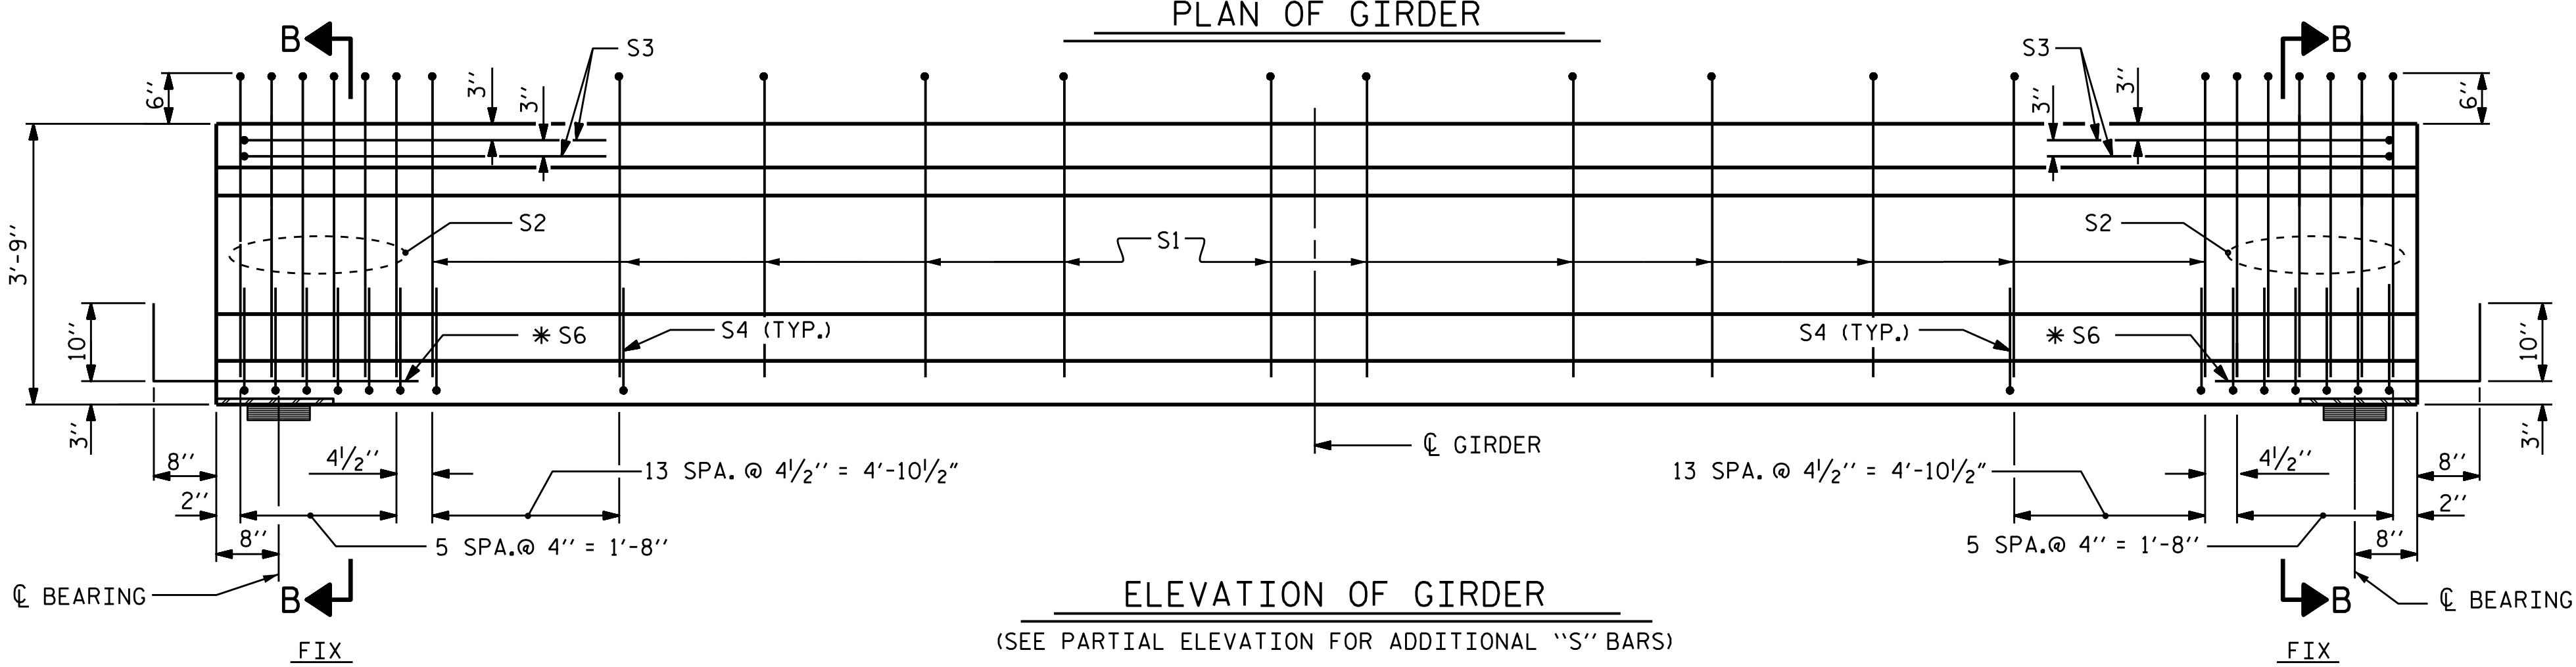 PLAN OF GIRDER
B B
S3 S3
6'' 3'' 3'' 3'' 3'' 6''
3'-9''
S2 S1 S2
10'' * S6 S4 (TYP.) S4 (TYP.) * S6 10''
3'' 3''
8'' 4½'' ℄ GIRDER 4½'' 8''
13 SPA. @ 4½'' = 4'-10½" 13 SPA. @ 4½'' = 4'-10½"
2'' 2''
8'' 5 SPA.@ 4'' = 1'-8'' 5 SPA.@ 4'' = 1'-8'' 8''
℄ BEARING B ELEVATION OF GIRDER B ℄ BEARING
(SEE PARTIAL ELEVATION FOR ADDITIONAL ''S'' BARS)
FIX FIX